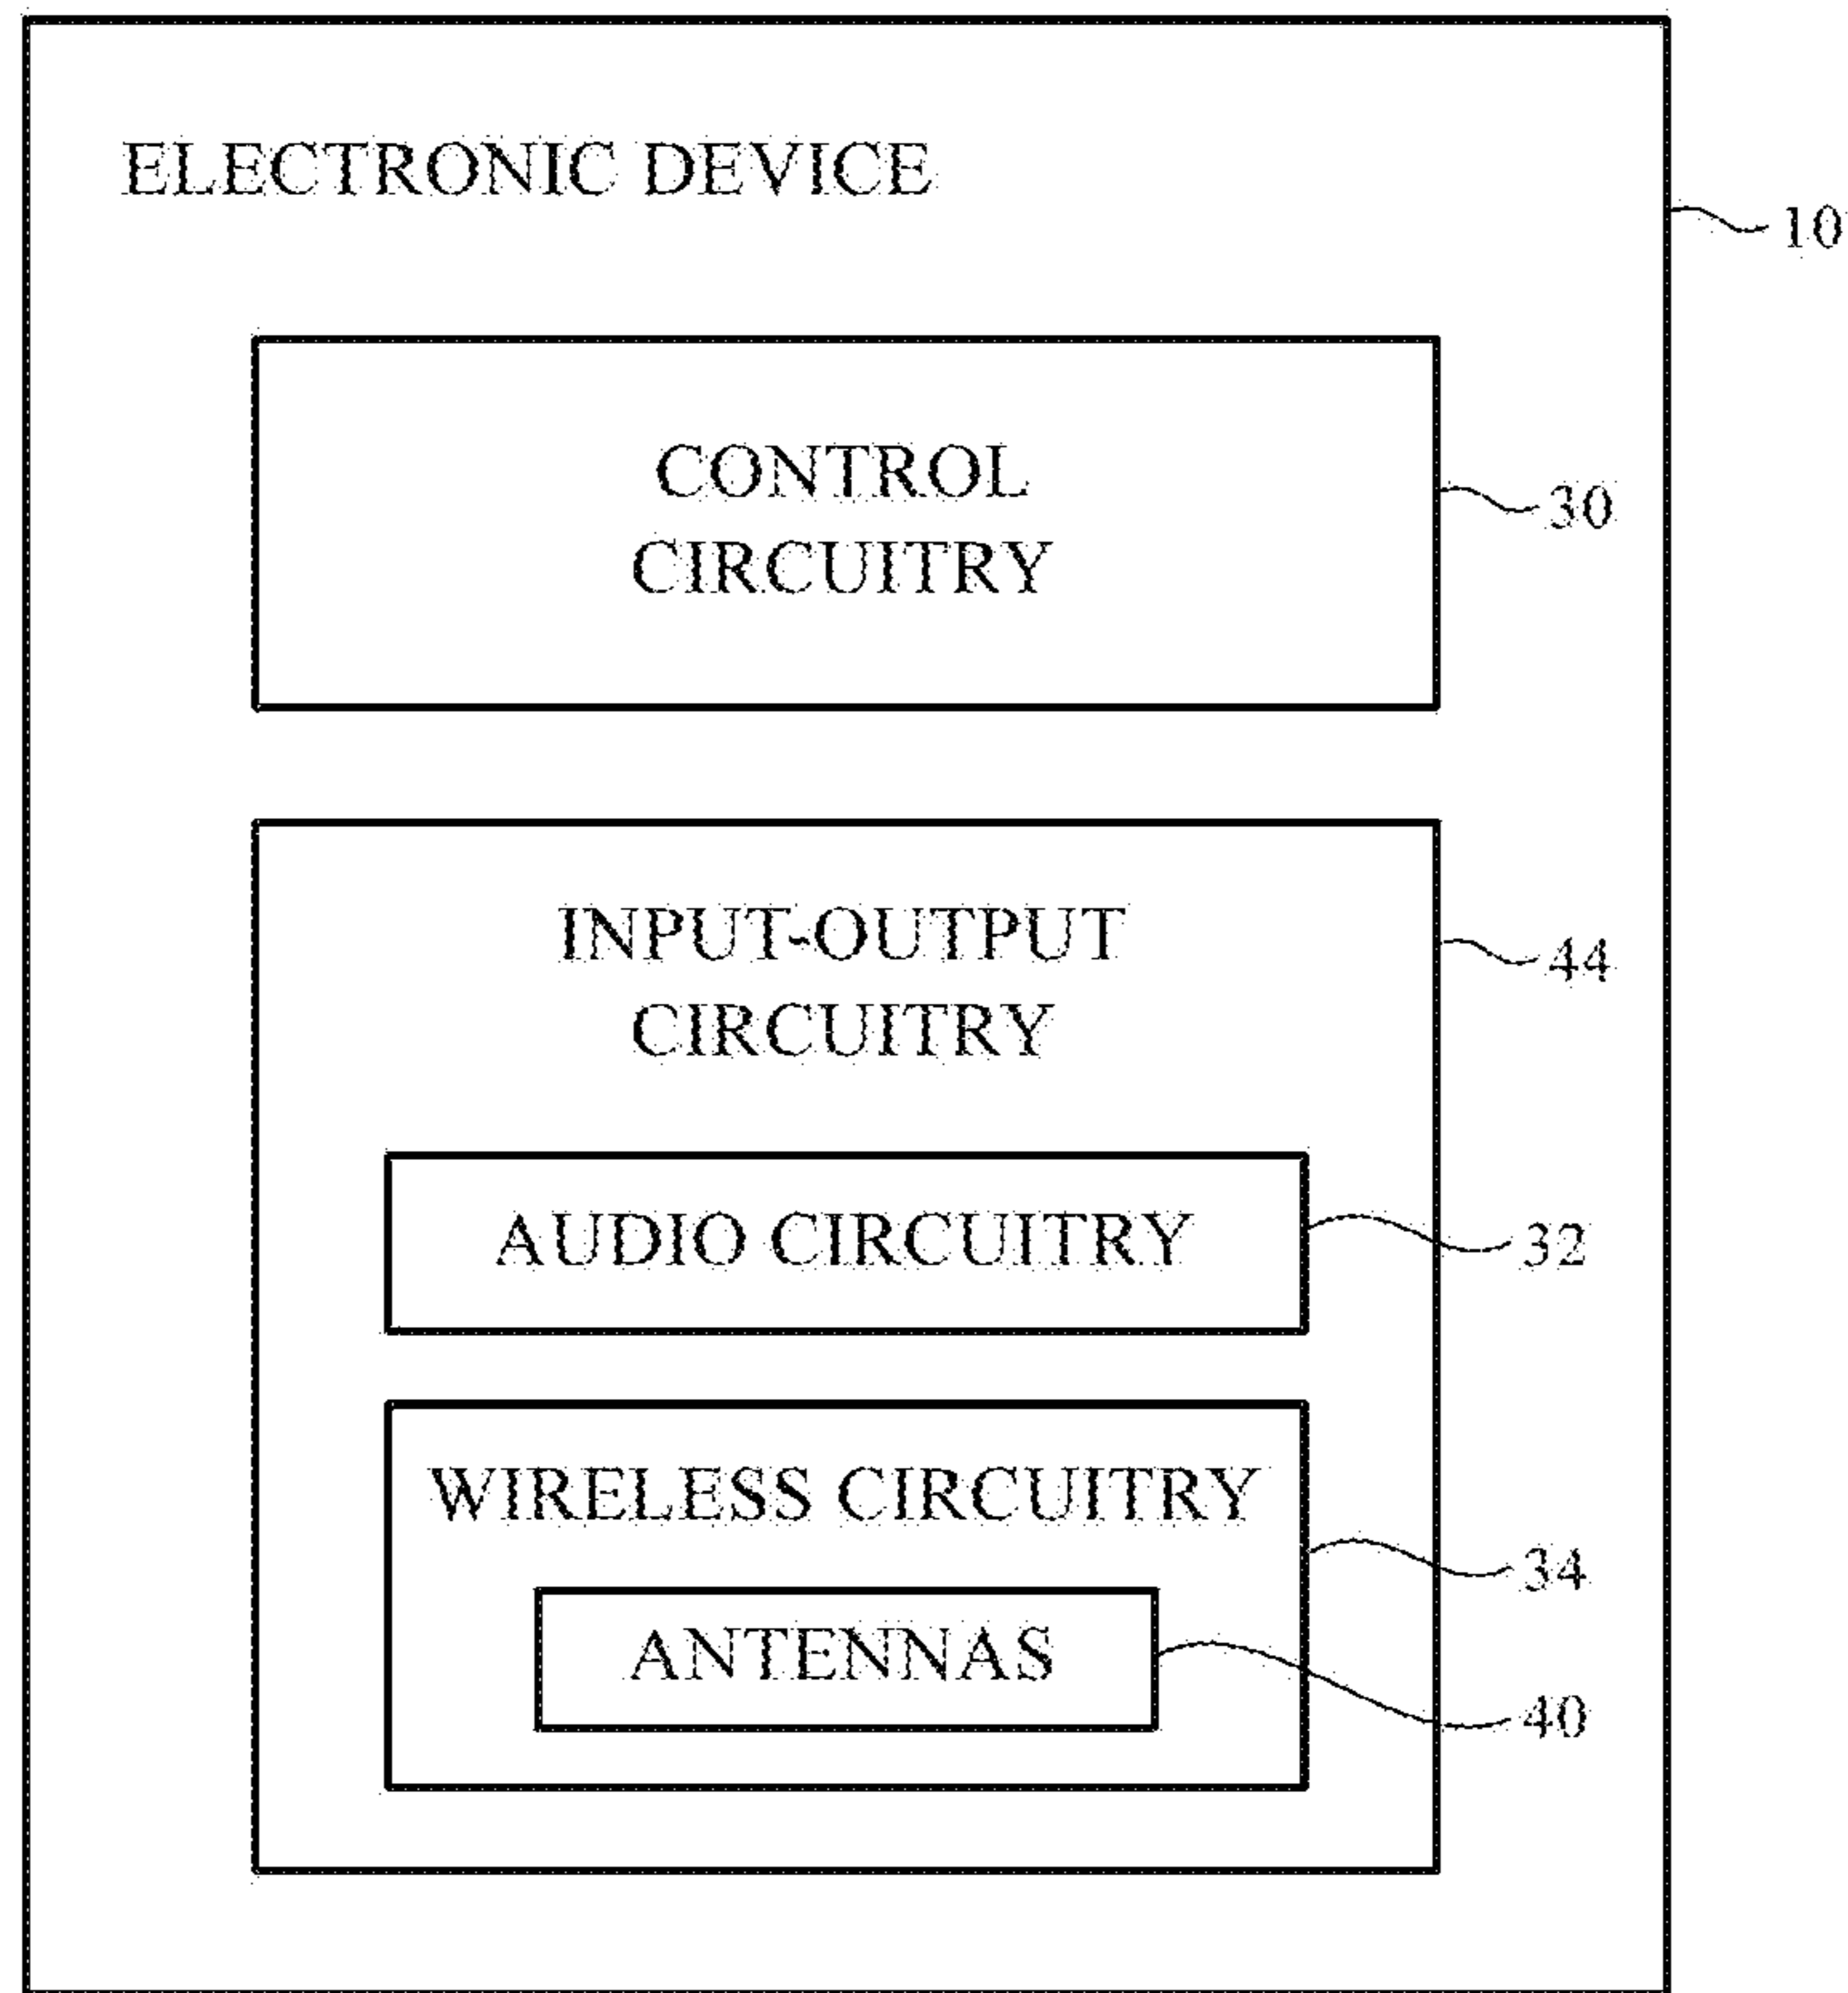 ELECTRONIC DEVICE
10
CONTROL
CIRCUITRY
30
INPUT-OUTPUT
CIRCUITRY
44
AUDIO CIRCUITRY
32
WIRELESS CIRCUITRY
34
ANTENNAS
40